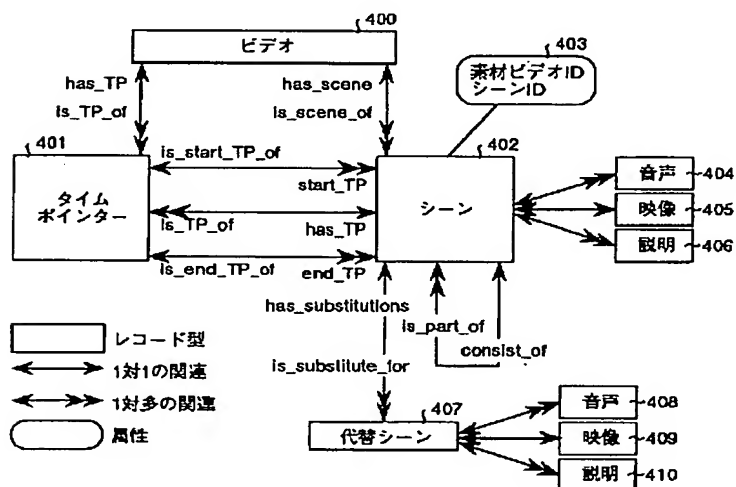 400
ビデオ
403
素材ビデオID
シーンID
has_TP
is_TP_of
has_scene
is_scene_of
401
タイム
ポインター
is_start_TP_of
start_TP
is_TP_of
has_TP
is_end_TP_of
end_TP
402
シーン
音声
404
映像
405
説明
406
has_substitutions
is_part_of
consist_of
is_substitute_for
レコード型
1対1の関連
1対多の関連
属性
407
代替シーン
音声
408
映像
409
説明
410